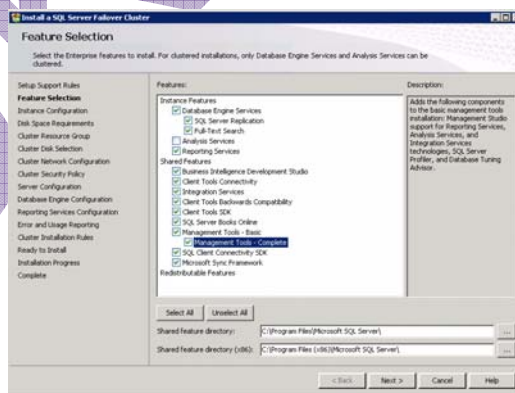 Install a SQL Server Failover Cluster
Feature Selection
Select the Enterprise features to install. For clustered installations, only Database Engine Services and Analysis Services can be
clustered.
Setup Support Rules
Feature Selection
Instance Configuration
Disk Space Requirements
Cluster Resource Group
Cluster Disk Selection
Cluster Network Configuration
Cluster Security Policy
Server Configuration
Database Engine Configuration
Reporting Services Configuration
Error and Usage Reporting
Cluster Installation Rules
Ready to Install
Installation Progress
Complete
Features:
Instance Features
Database Engine Services
SQL Server Replication
Full-Text Search
Analysis Services
Reporting Services
Shared Features
Business Intelligence Development Studio
Client Tools Connectivity
Integration Services
Client Tools Backwards Compatibility
Client Tools SDK
SQL Server Books Online
Management Tools - Basic
Management Tools - Complete
SQL Client Connectivity SDK
Microsoft Sync Framework
Redistributable Features
Description:
Adds the following components
to the basic management tools
installation: Management Studio
support for Reporting Services,
Analysis Services, and
Integration Services
technologies, SQL Server
Profiler, and Database Tuning
Advisor.
Select All
Unselect All
Shared feature directory:
C:\Program Files\Microsoft SQL Server\
...
Shared feature directory (x86):
C:\Program Files (x86)\Microsoft SQL Server\
...
< Back
Next >
Cancel
Help